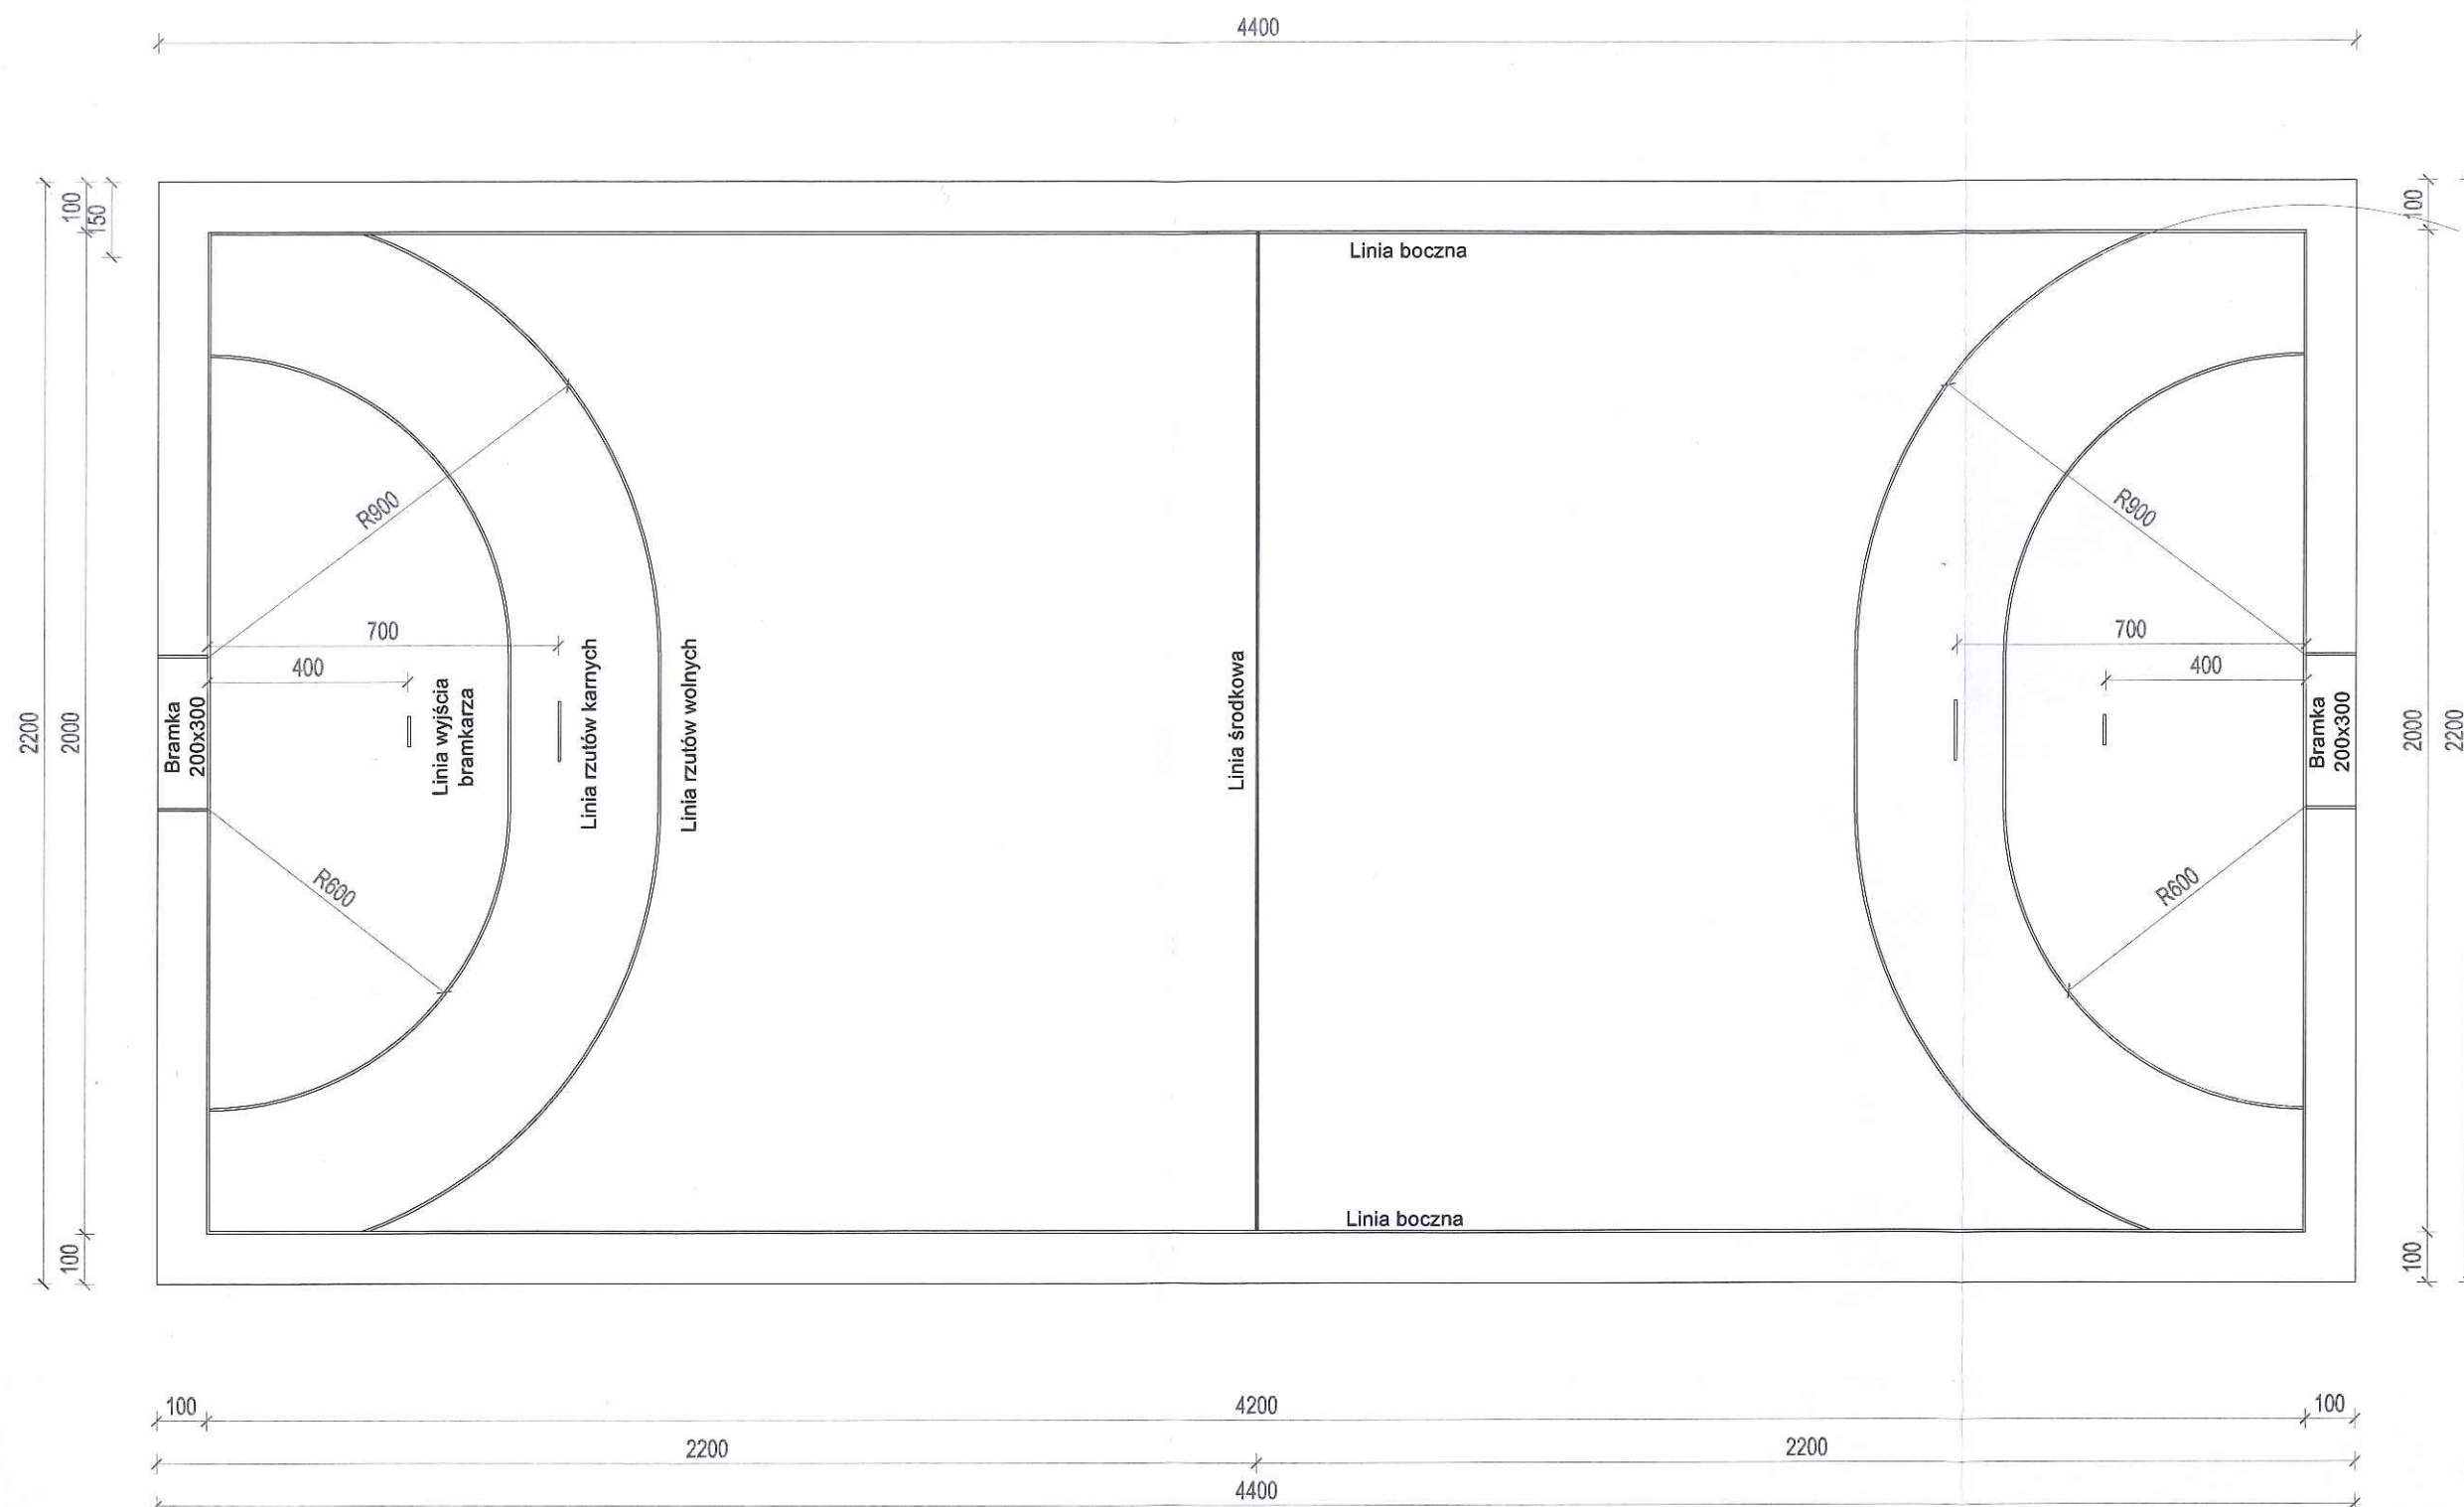 4400
100
150
100
Linia boczna
R900
R900
700
700
400
400
2200
2000
Bramka
200x300
Linia wyjścia
bramkarza
Linia rzutów karnych
Linia rzutów wolnych
Linia środkowa
Bramka
200x300
2000
2200
R600
R600
Linia boczna
100
100
100
4200
100
2200
2200
4400